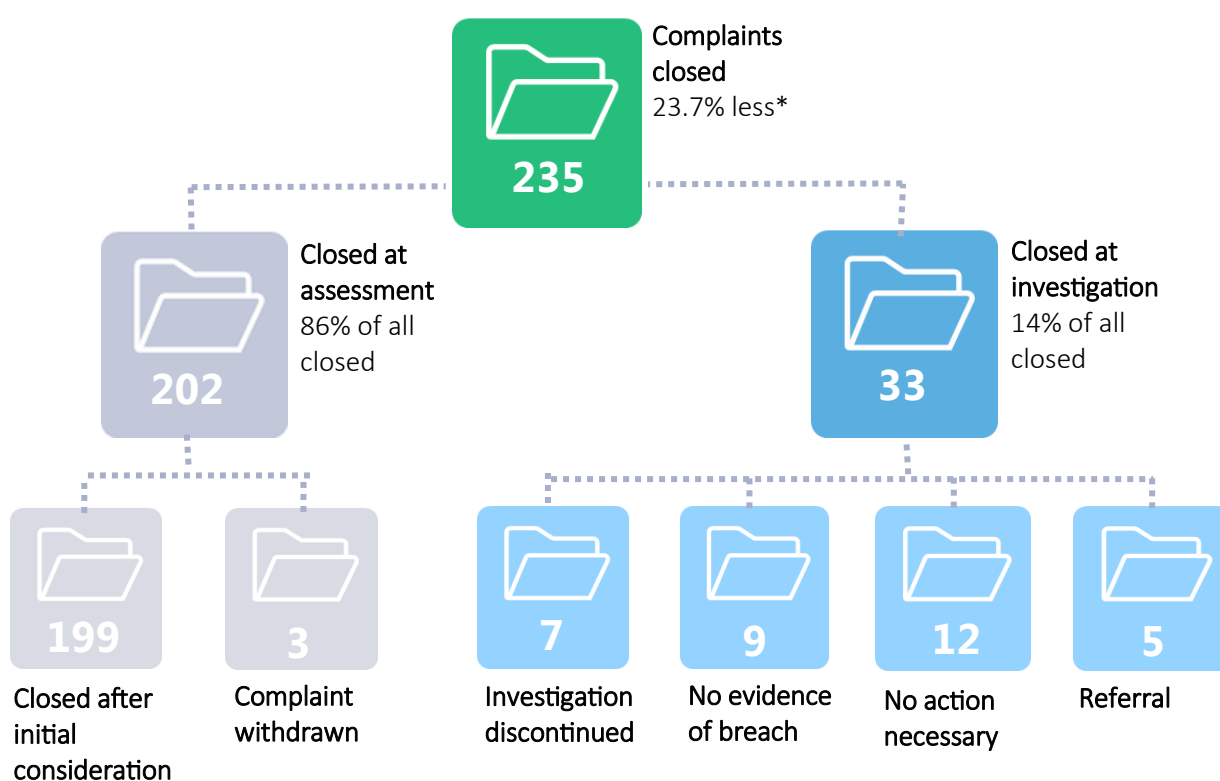 Complaints
closed
23.7% less*
235
Closed at
assessment
86% of all
closed
202
Closed at
investigation
14% of all
closed
33
199
Closed after
initial
consideration
3
Complaint
withdrawn
7
Investigation
discontinued
9
No evidence
of breach
12
No action
necessary
5
Referral